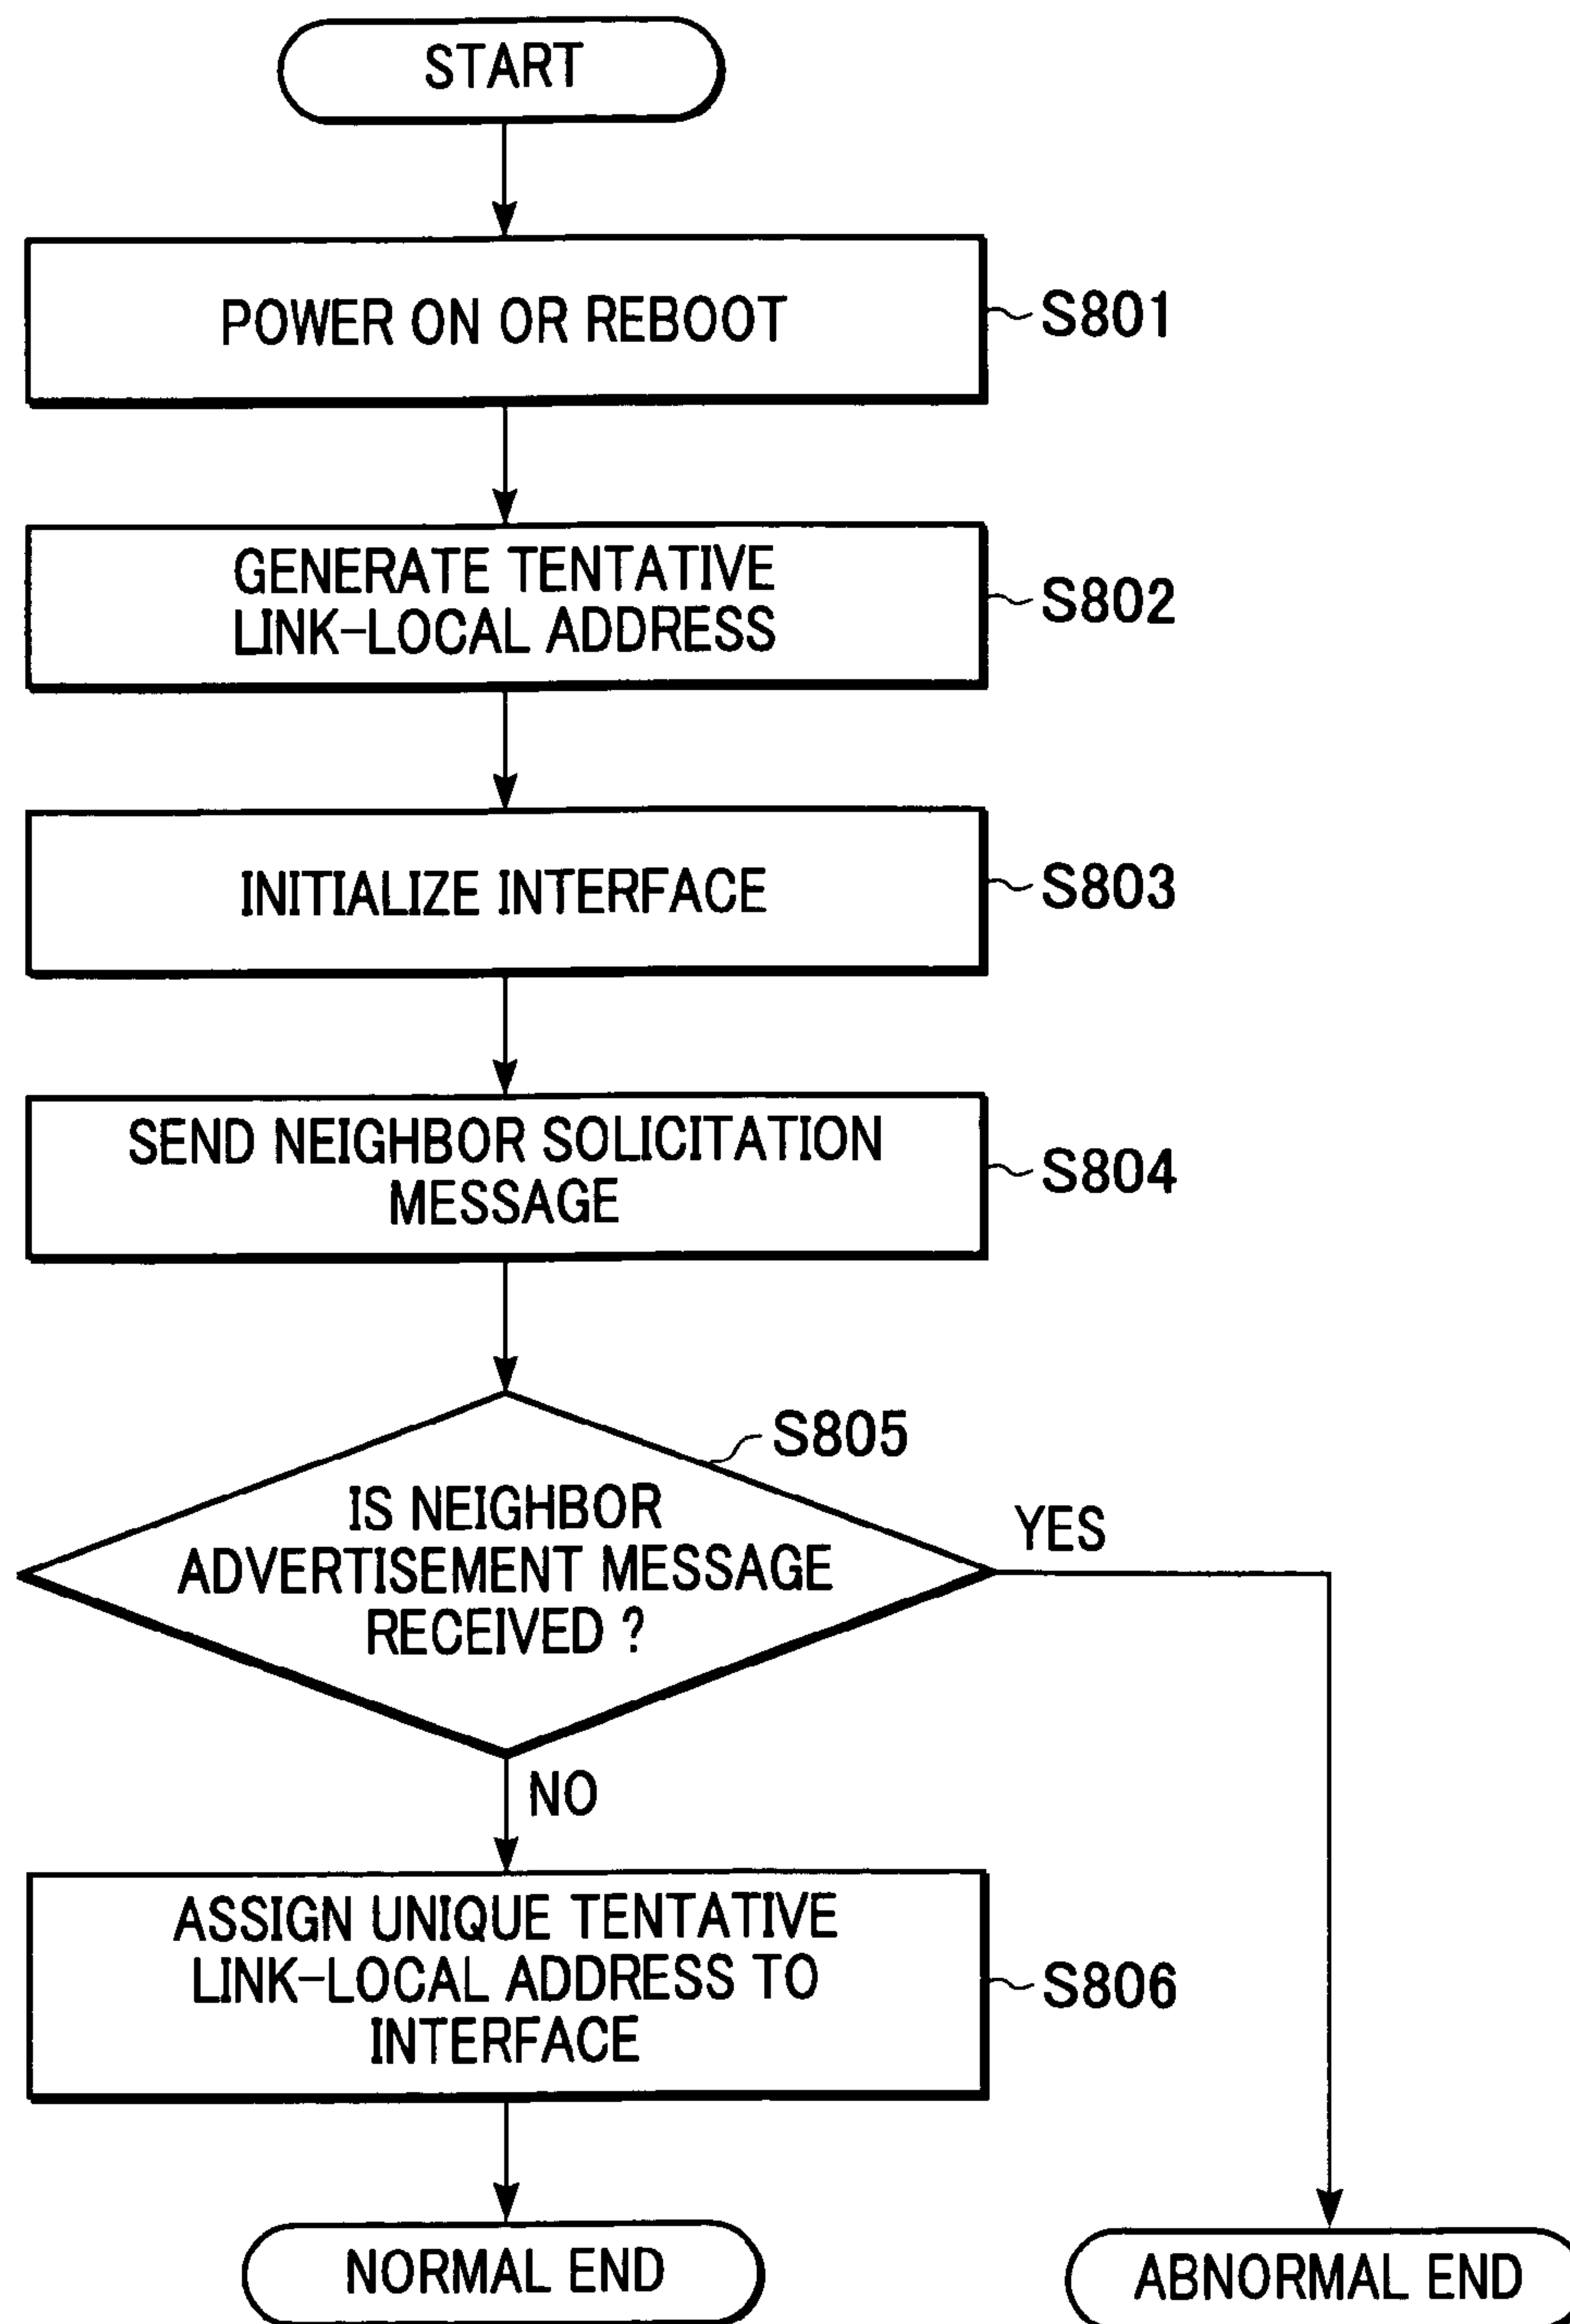 START
POWER ON OR REBOOT
S801
GENERATE TENTATIVE
LINK-LOCAL ADDRESS
S802
INITIALIZE INTERFACE
S803
SEND NEIGHBOR SOLICITATION
MESSAGE
S804
S805
IS NEIGHBOR
ADVERTISEMENT MESSAGE
RECEIVED ?
YES
NO
ASSIGN UNIQUE TENTATIVE
LINK-LOCAL ADDRESS TO
INTERFACE
S806
NORMAL END
ABNORMAL END